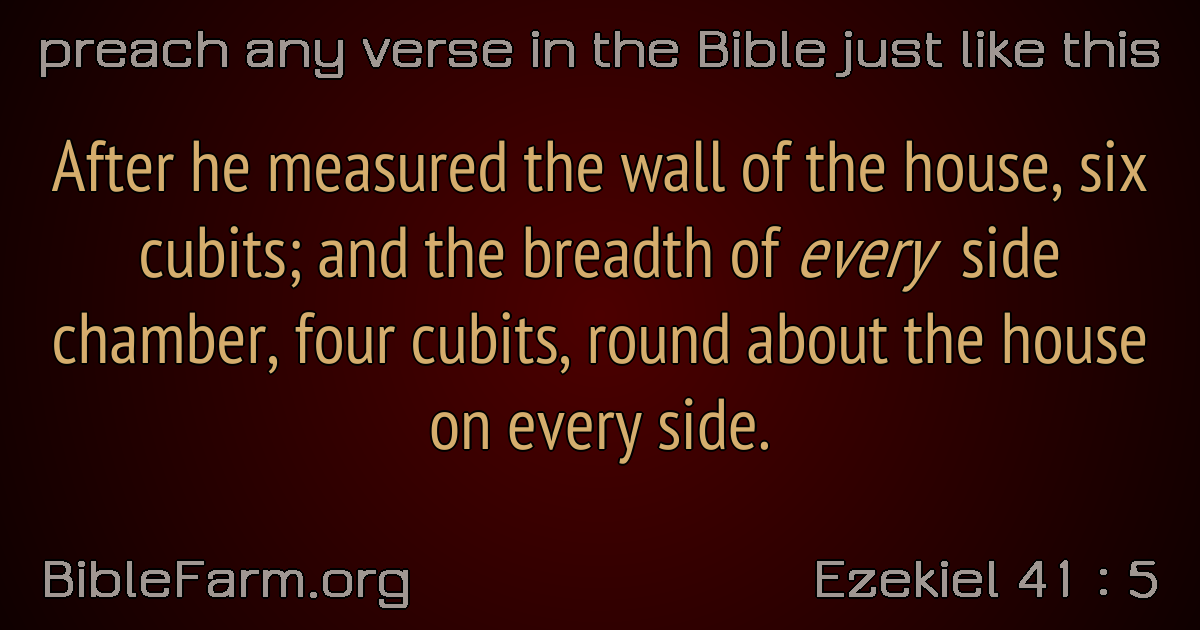 preach any verse in the Bible just like this
After he measured the wall of the house, six
cubits; and the breadth of every side
chamber, four cubits, round about the house
on every side.
BibleFarm.org
Ezekiel 41 : 5